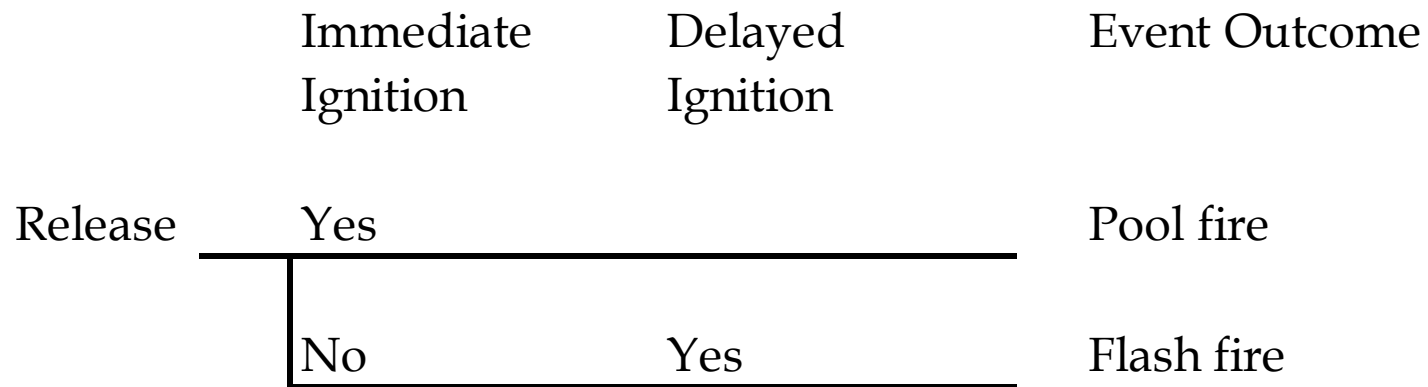 Immediate Delayed Event Outcome
Ignition Ignition
Release Yes Pool fire
No Yes Flash fire